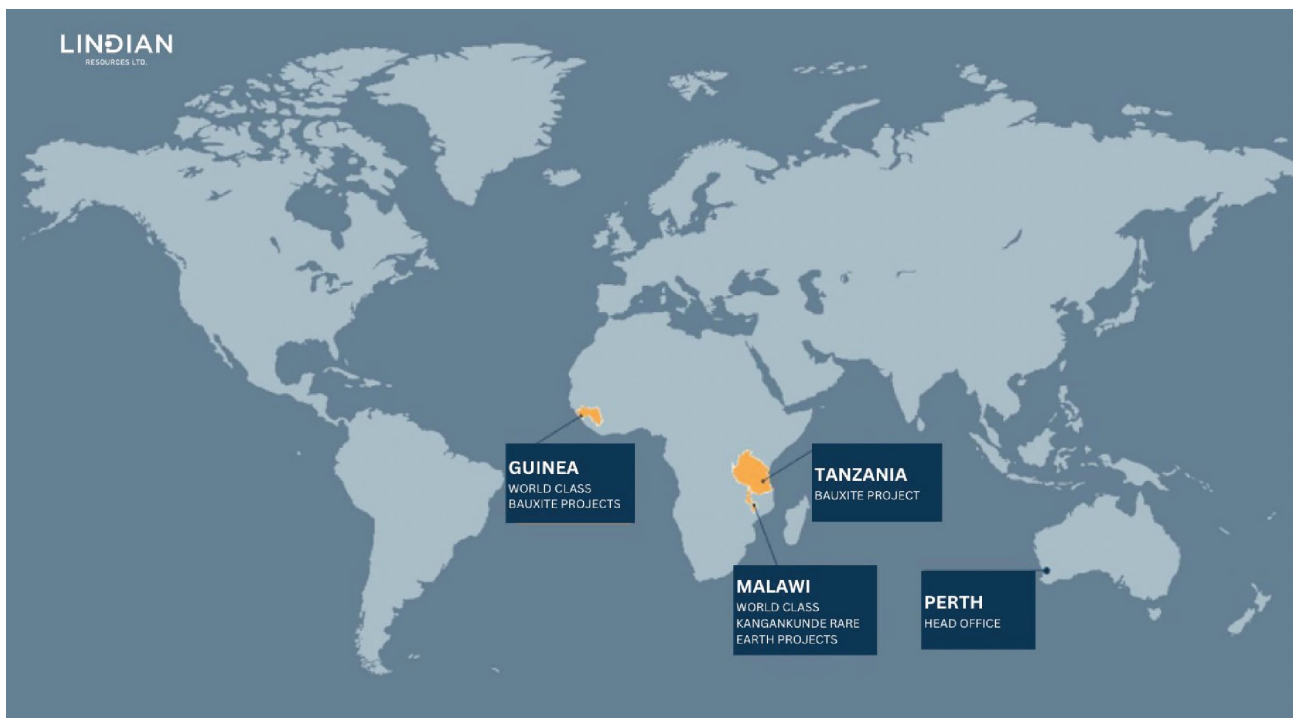 LINDIAN
RESOURCES LTD.
GUINEA
WORLD CLASS
BAUXITE PROJECTS
TANZANIA
BAUXITE PROJECT
MALAWI
WORLD CLASS
KANGANKUNDE RARE
EARTH PROJECTS
PERTH
HEAD OFFICE